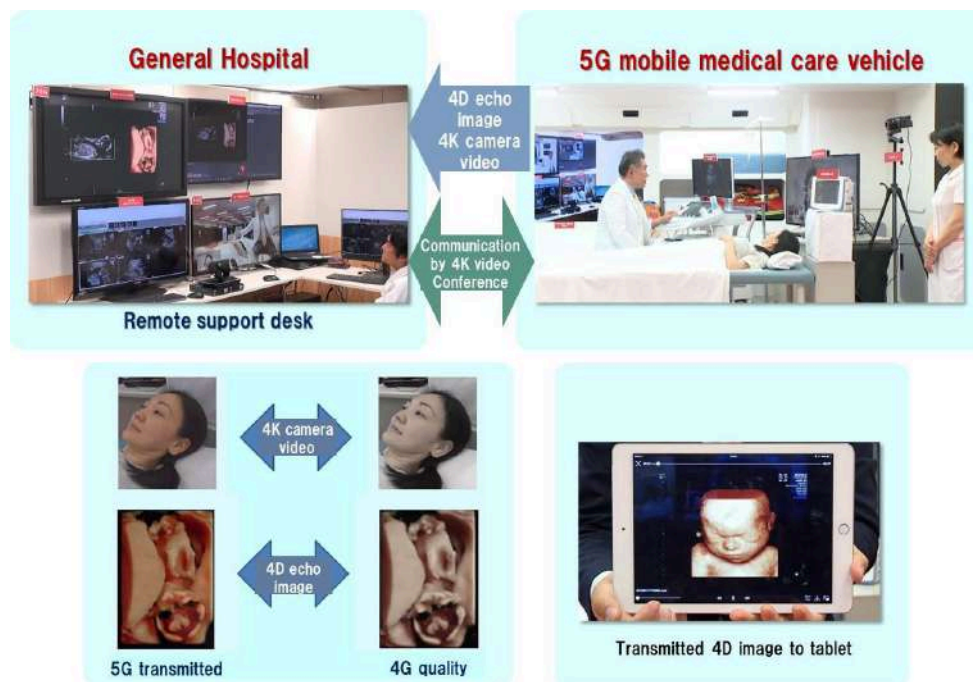 General Hospital
5G mobile medical care vehicle
4D echo
image
4K camera
video
Communication
by 4K video
Conference
Remote support desk
4K camera
video
4D echo
image
5G transmitted
4G quality
Transmitted 4D image to tablet